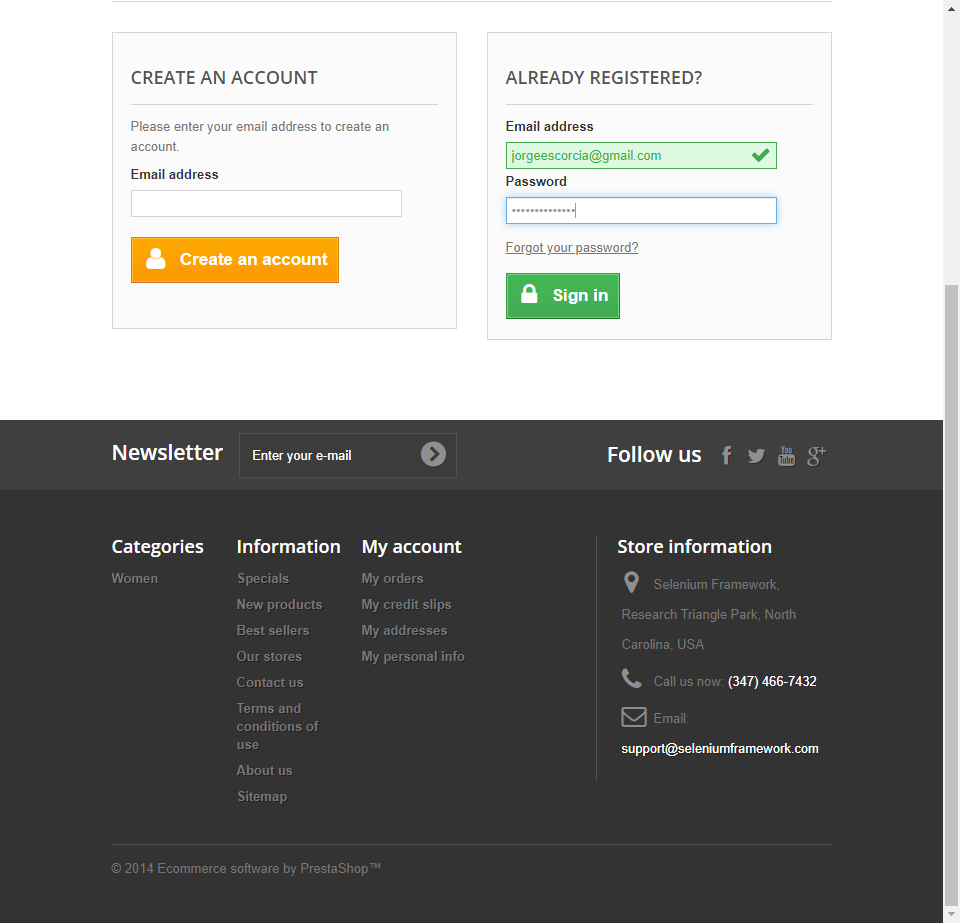 CREATE AN ACCOUNT
Please enter your email address to create an
account.
Email address
Create an account
ALREADY REGISTERED?
Email address
jorgeescorcia@gmail.com
Password
••••••••••••••
Forgot your password?
Sign in
Newsletter
Enter your e-mail
Follow us
You
Tube
g+
Categories
Women
Information
Specials
New products
Best sellers
Our stores
Contact us
Terms and
conditions of
use
About us
Sitemap
My account
My orders
My credit slips
My addresses
My personal info
Store information
Selenium Framework,
Research Triangle Park, North
Carolina, USA
Call us now: (347) 466-7432
Email:
support@seleniumframework.com
© 2014 Ecommerce software by PrestaShop™